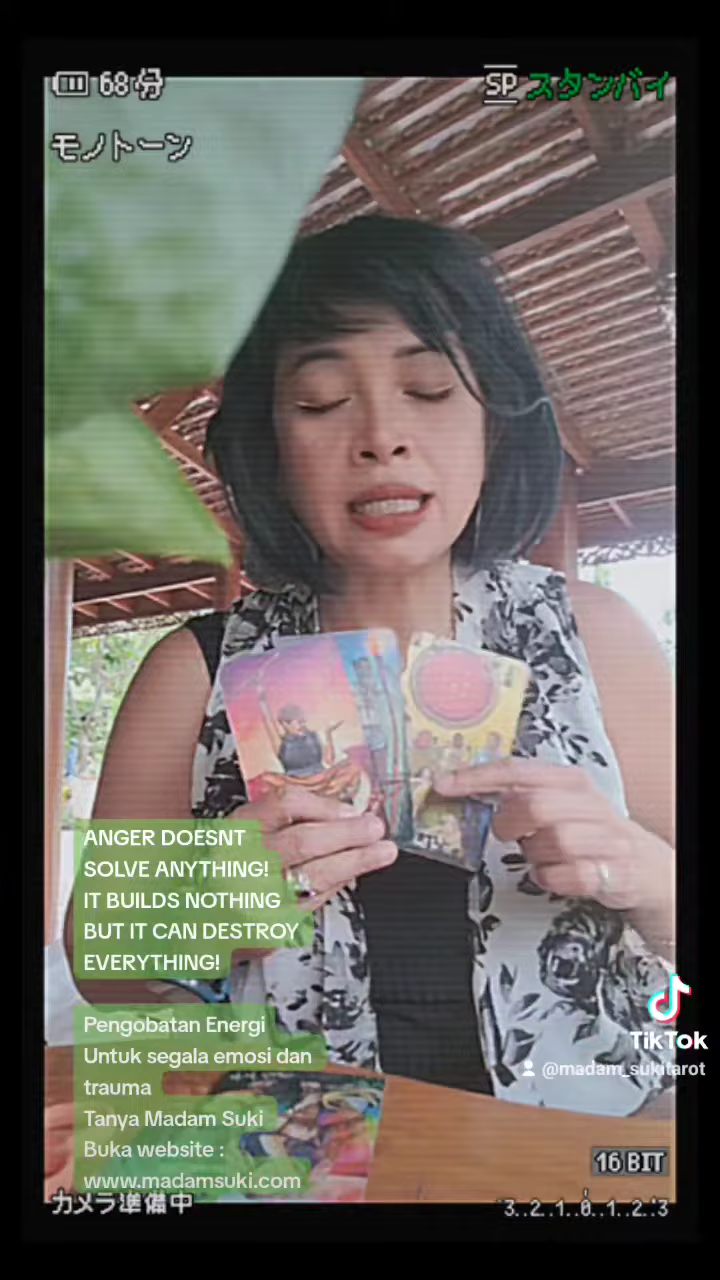 68分
SP スタンバイ
モノトーン
ANGER DOESNT
SOLVE ANYTHING!
IT BUILDS NOTHING
BUT IT CAN DESTROY
EVERYTHING!
Pengobatan Energi
Untuk segala emosi dan
trauma
Tanya Madam Suki
Buka website :
www.madamsuki.com
TikTok
@madam_sukitarot
16 BIT
カメラ準備中
3..2..1..0..1..2..3